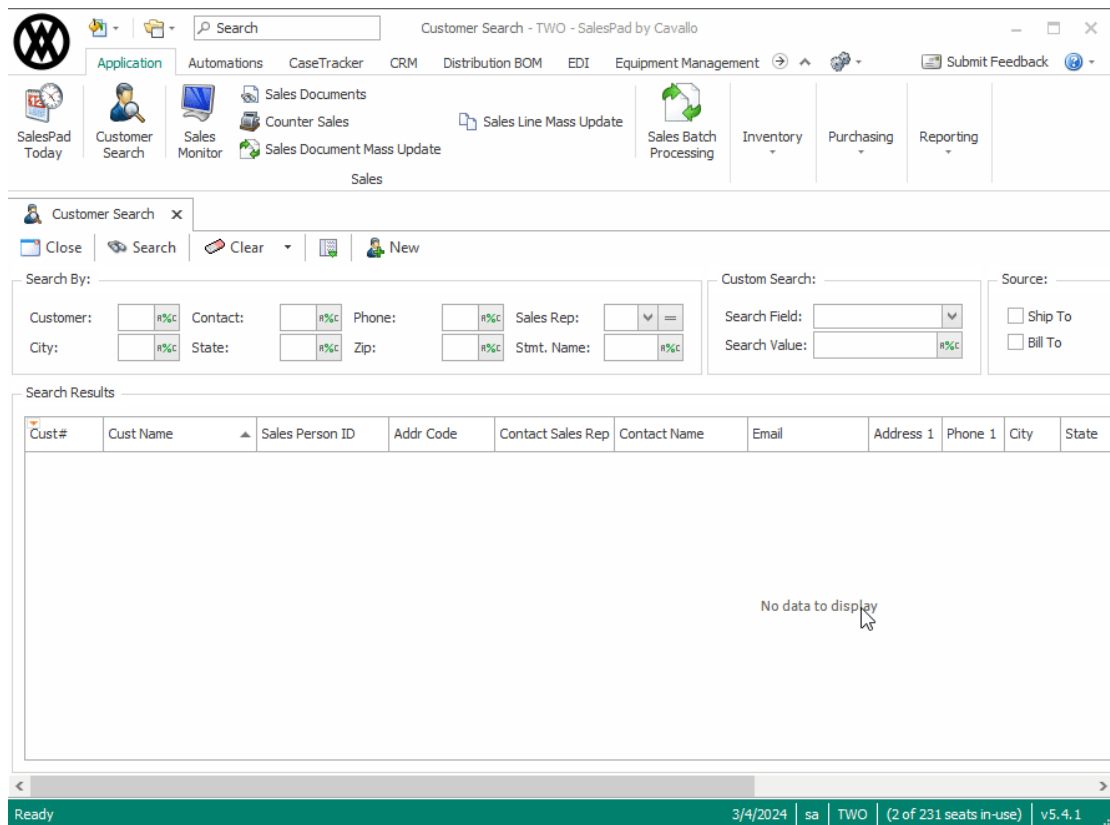 Search
Customer Search - TWO - SalesPad by Cavallo
Application Automations CaseTracker CRM Distribution BOM EDI Equipment Management Submit Feedback
SalesPad Today
Customer Search
Sales Monitor
Sales Documents
Counter Sales
Sales Document Mass Update
Sales Line Mass Update
Sales Batch Processing
Inventory
Purchasing
Reporting
Sales
Customer Search
Close Search Clear New
Search By: Custom Search: Source:
Customer: A%C Contact: A%C Phone: A%C Sales Rep: = Search Field: Ship To
City: A%C State: A%C Zip: A%C Stmt. Name: A%C Search Value: A%C Bill To
Search Results
Cust# Cust Name Sales Person ID Addr Code Contact Sales Rep Contact Name Email Address 1 Phone 1 City State
No data to display
Ready 3/4/2024 sa TWO (2 of 231 seats in-use) v5.4.1